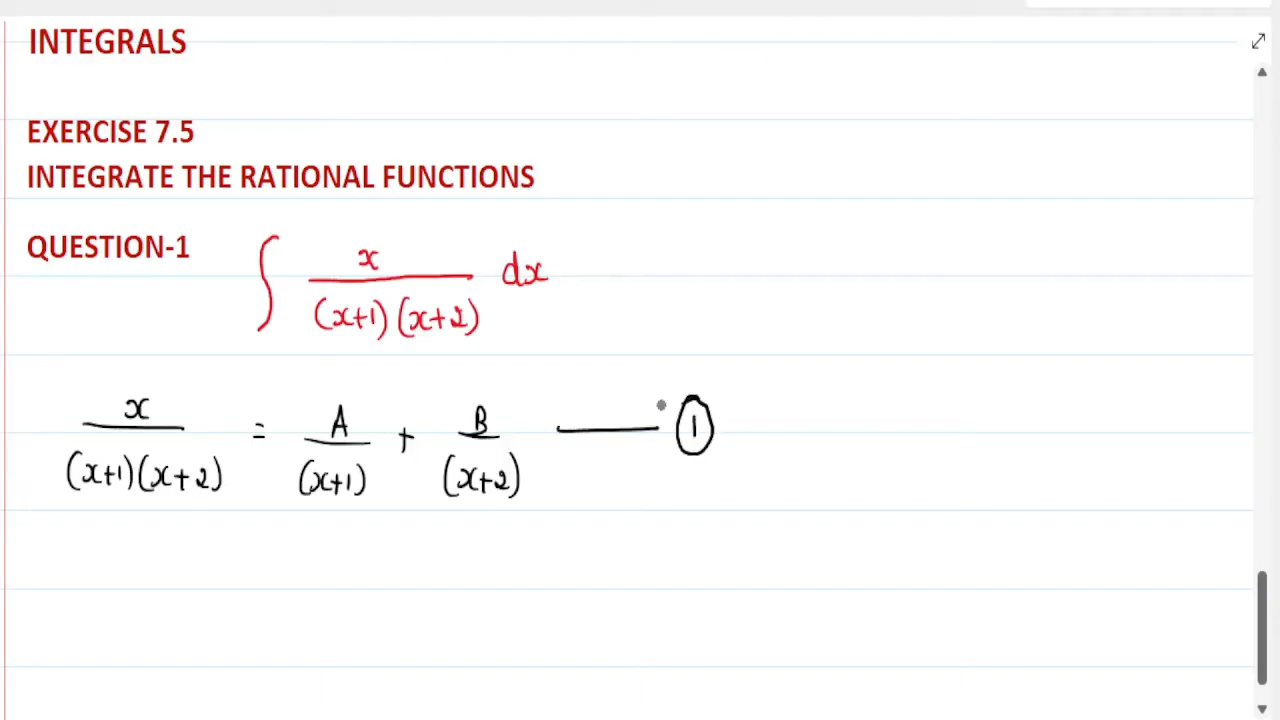 INTEGRALS
EXERCISE 7.5
INTEGRATE THE RATIONAL FUNCTIONS
QUESTION-1 ∫ x/((x+1)(x+2)) dx
x/((x+1)(x+2)) = A/(x+1) + B/(x+2) —— ①